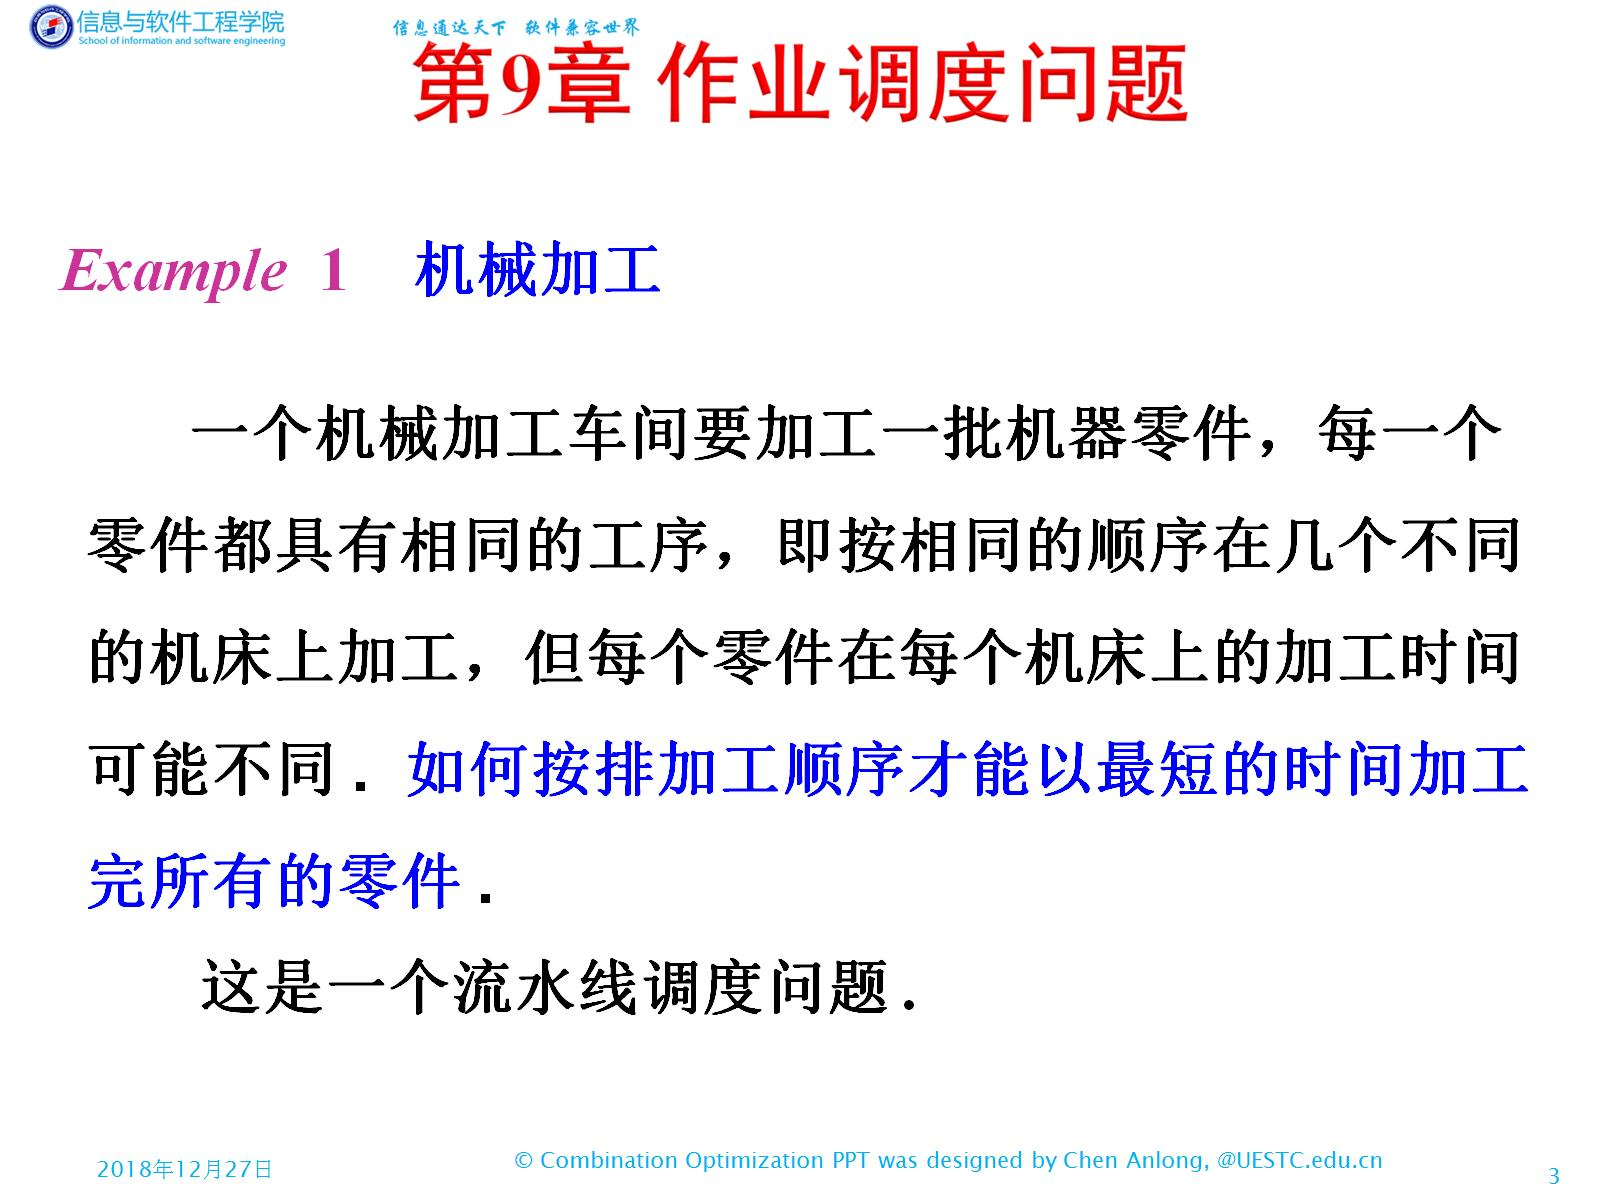 信息与软件工程学院
School of information and software engineering
信息通达天下 软件兼容世界
第9章 作业调度问题
Example 1 机械加工
一个机械加工车间要加工一批机器零件，每一个
零件都具有相同的工序，即按相同的顺序在几个不同
的机床上加工，但每个零件在每个机床上的加工时间
可能不同．如何按排加工顺序才能以最短的时间加工
完所有的零件．
这是一个流水线调度问题．
2018年12月27日
© Combination Optimization PPT was designed by Chen Anlong, @UESTC.edu.cn
3